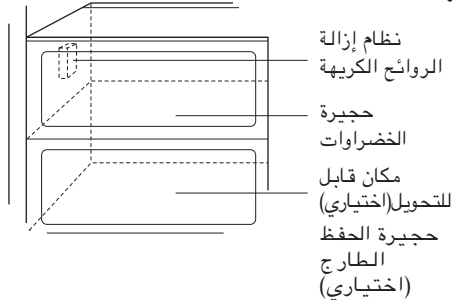 نظام إزالة
الروائح الكريهة
حجيرة
الخضراوات
مكان قابل
للتحويل(اختياري)
حجيرة الحفظ
الطارج
(اختياري)